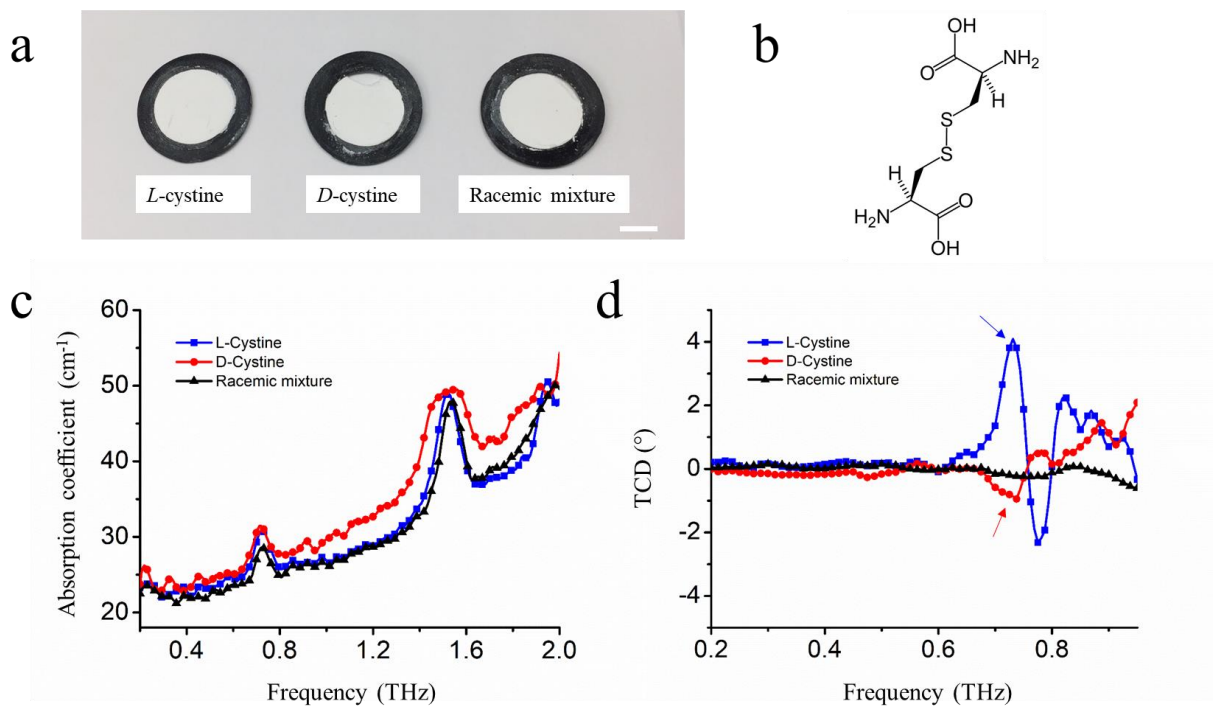 a
L-cystine
D-cystine
Racemic mixture
b
OH
O
NH₂
H
S
S
H
O
H₂N
OH
c
60
50
40
30
20
Absorption coefficient (cm⁻¹)
L-Cystine
D-Cystine
Racemic mixture
0.4
0.8
1.2
1.6
2.0
Frequency (THz)
d
4
2
0
-2
-4
TCD (°)
L-Cystine
D-Cystine
Racemic mixture
0.2
0.4
0.6
0.8
Frequency (THz)